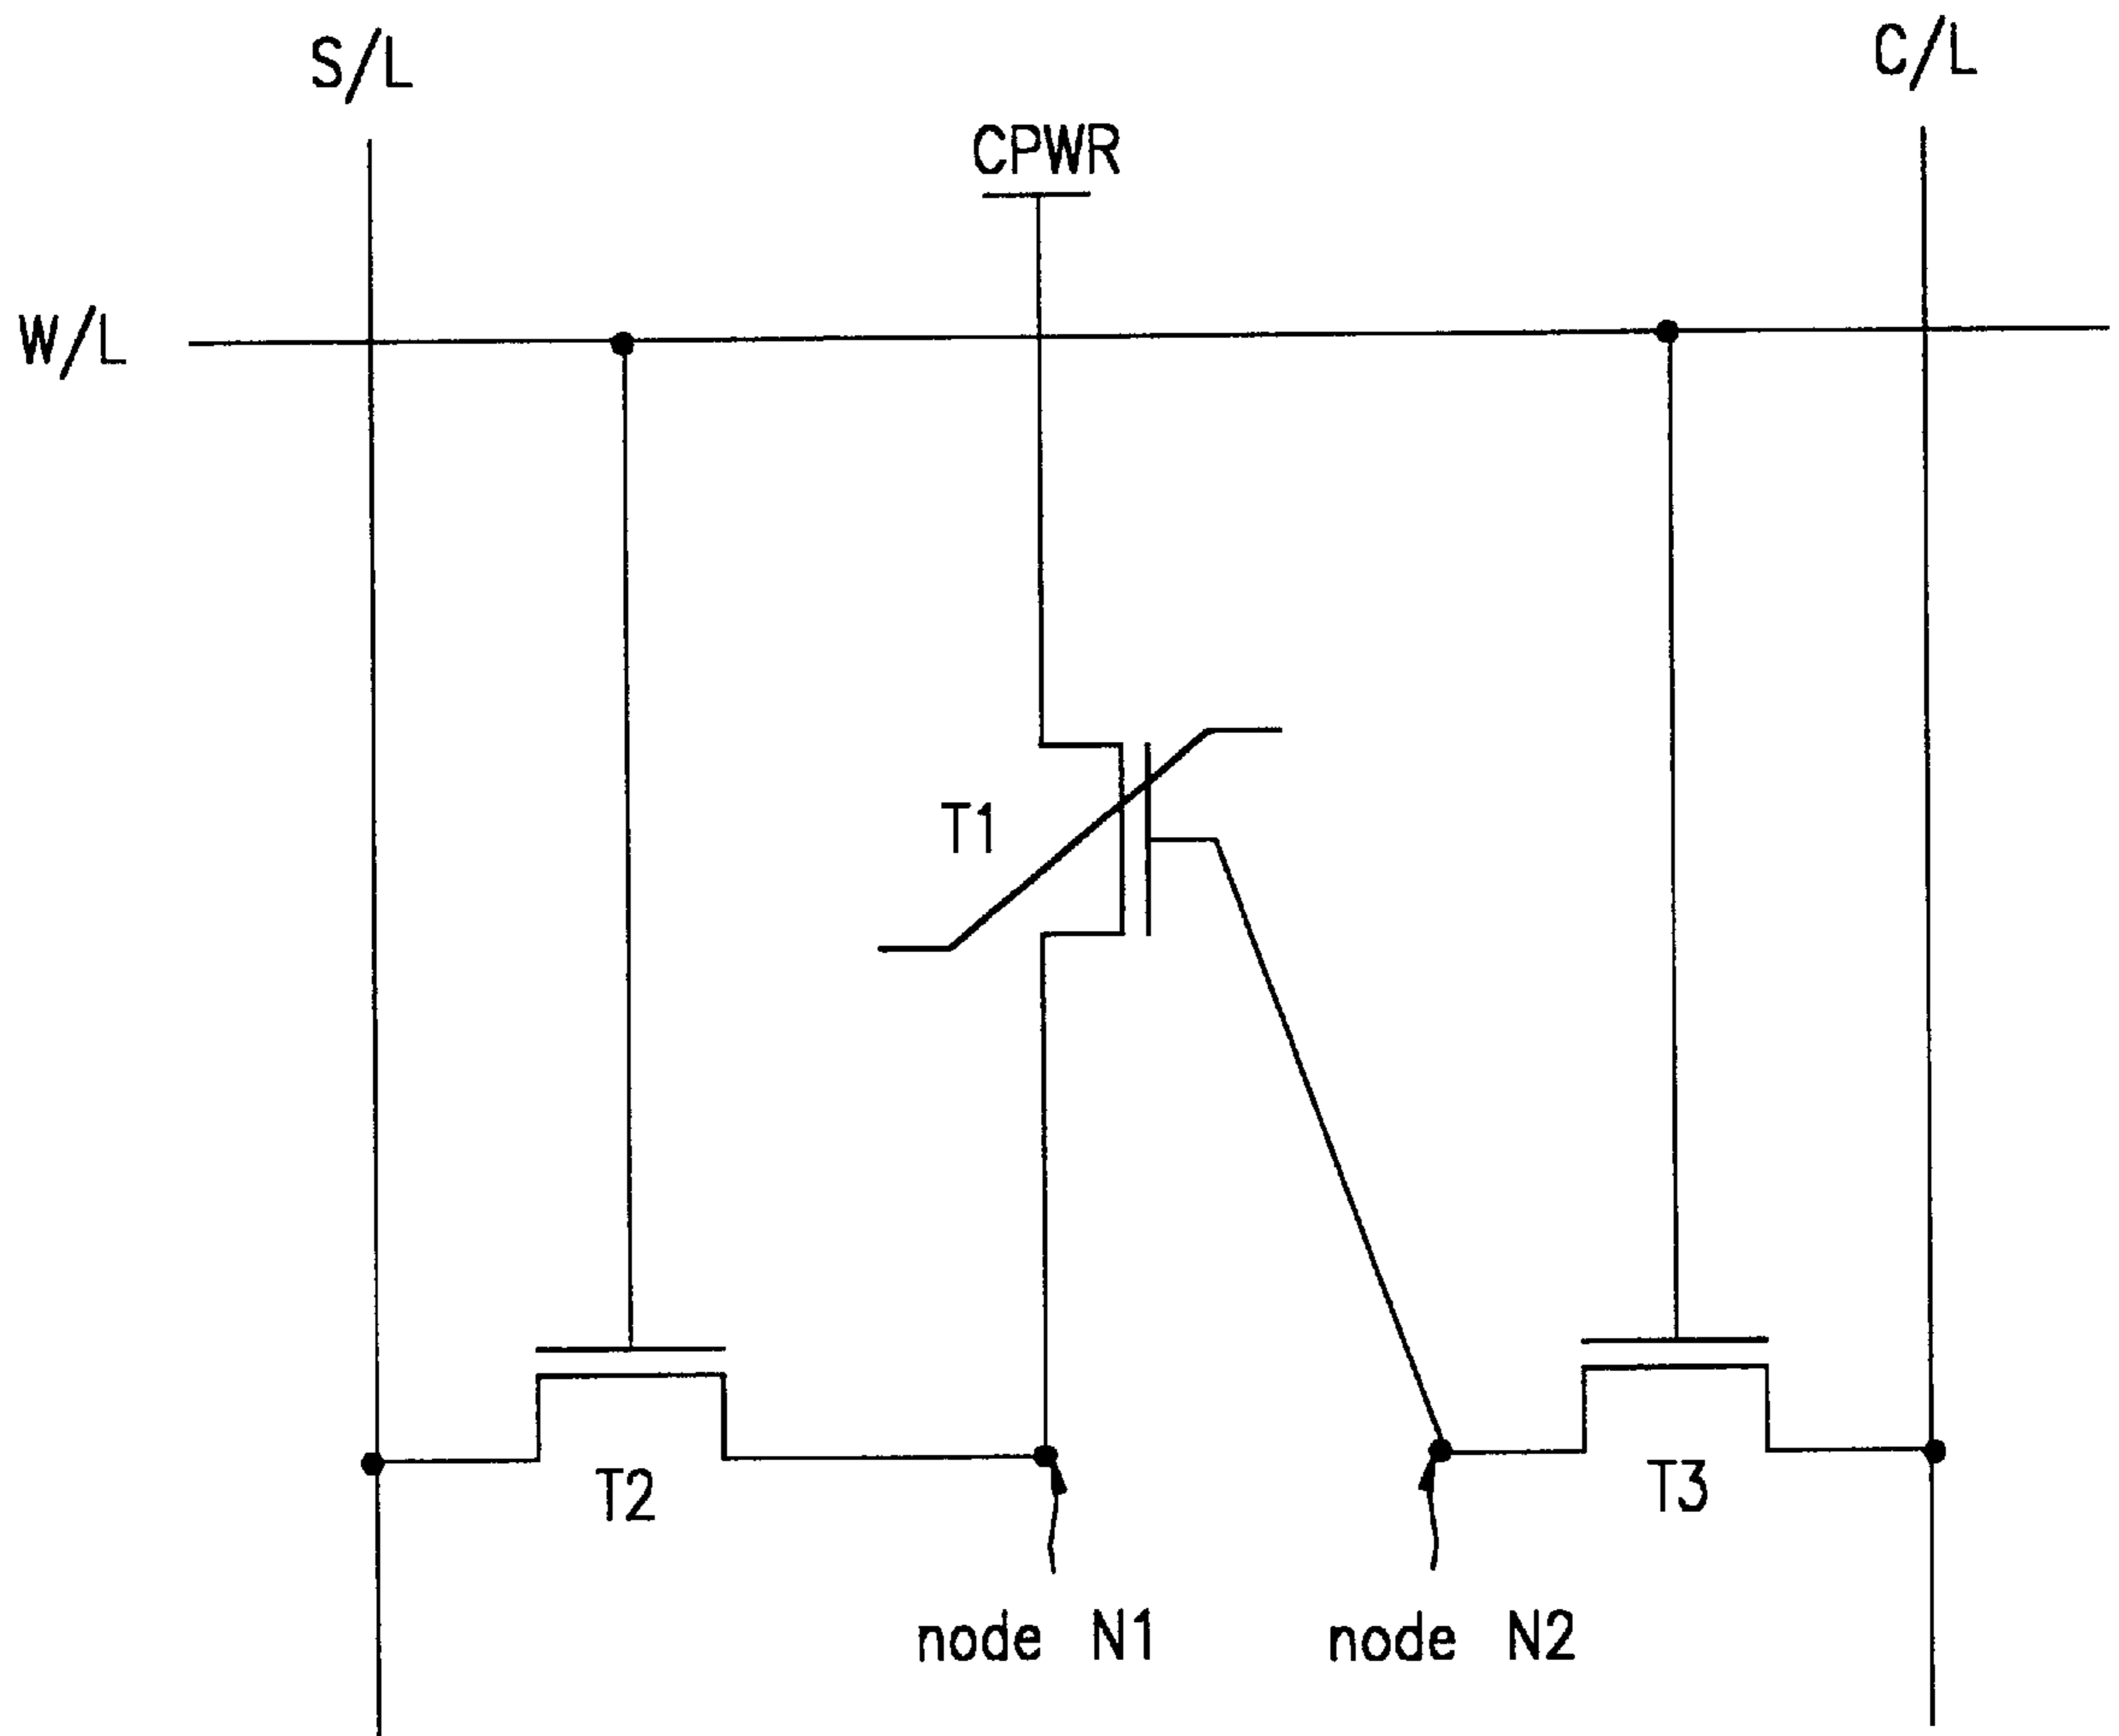 S/L
C/L
CPWR
W/L
T1
T2
T3
node N1
node N2